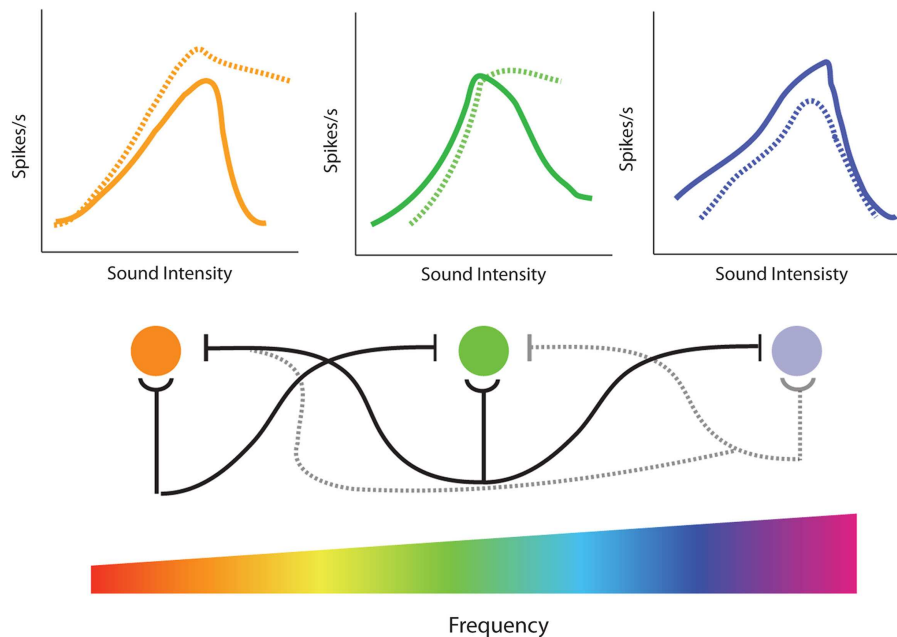 Spikes/s
Sound Intensity
Spikes/s
Sound Intensity
Spikes/s
Sound Intensisty
Frequency